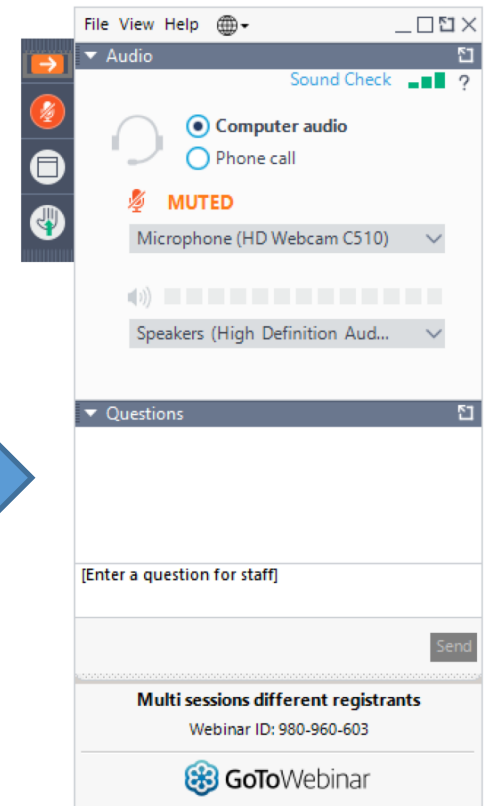 File View Help
Audio
Sound Check ?
Computer audio
Phone call
MUTED
Microphone (HD Webcam C510)
Speakers (High Definition Aud...
Questions
[Enter a question for staff]
Send
Multi sessions different registrants
Webinar ID: 980-960-603
GoToWebinar